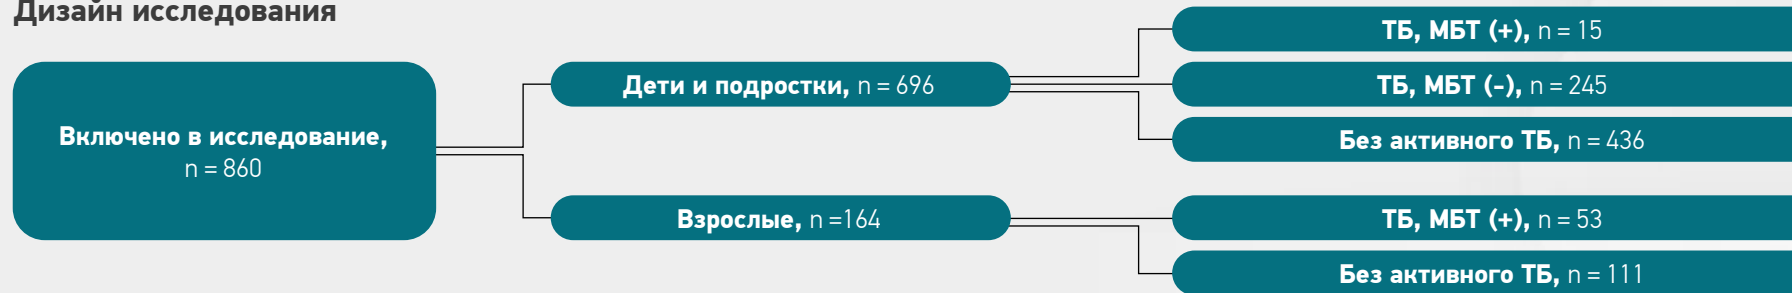 Дизайн исследования
Включено в исследование,
n = 860
Дети и подростки, n = 696
Взрослые, n =164
ТБ, МБТ (+), n = 15
ТБ, МБТ (-), n = 245
Без активного ТБ, n = 436
ТБ, МБТ (+), n = 53
Без активного ТБ, n = 111